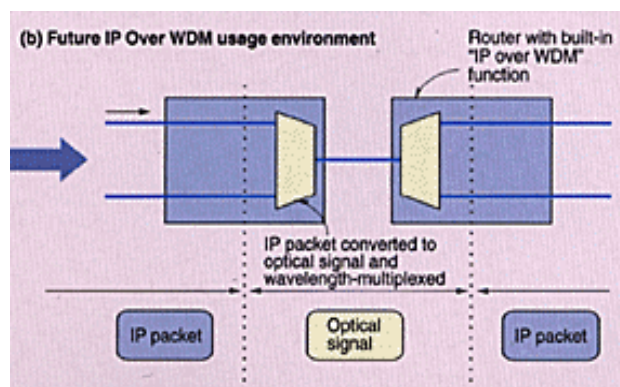 (b) Future IP Over WDM usage environment
Router with built-in
"IP over WDM"
function
IP packet converted to
optical signal and
wavelength-multiplexed
IP packet
Optical
signal
IP packet